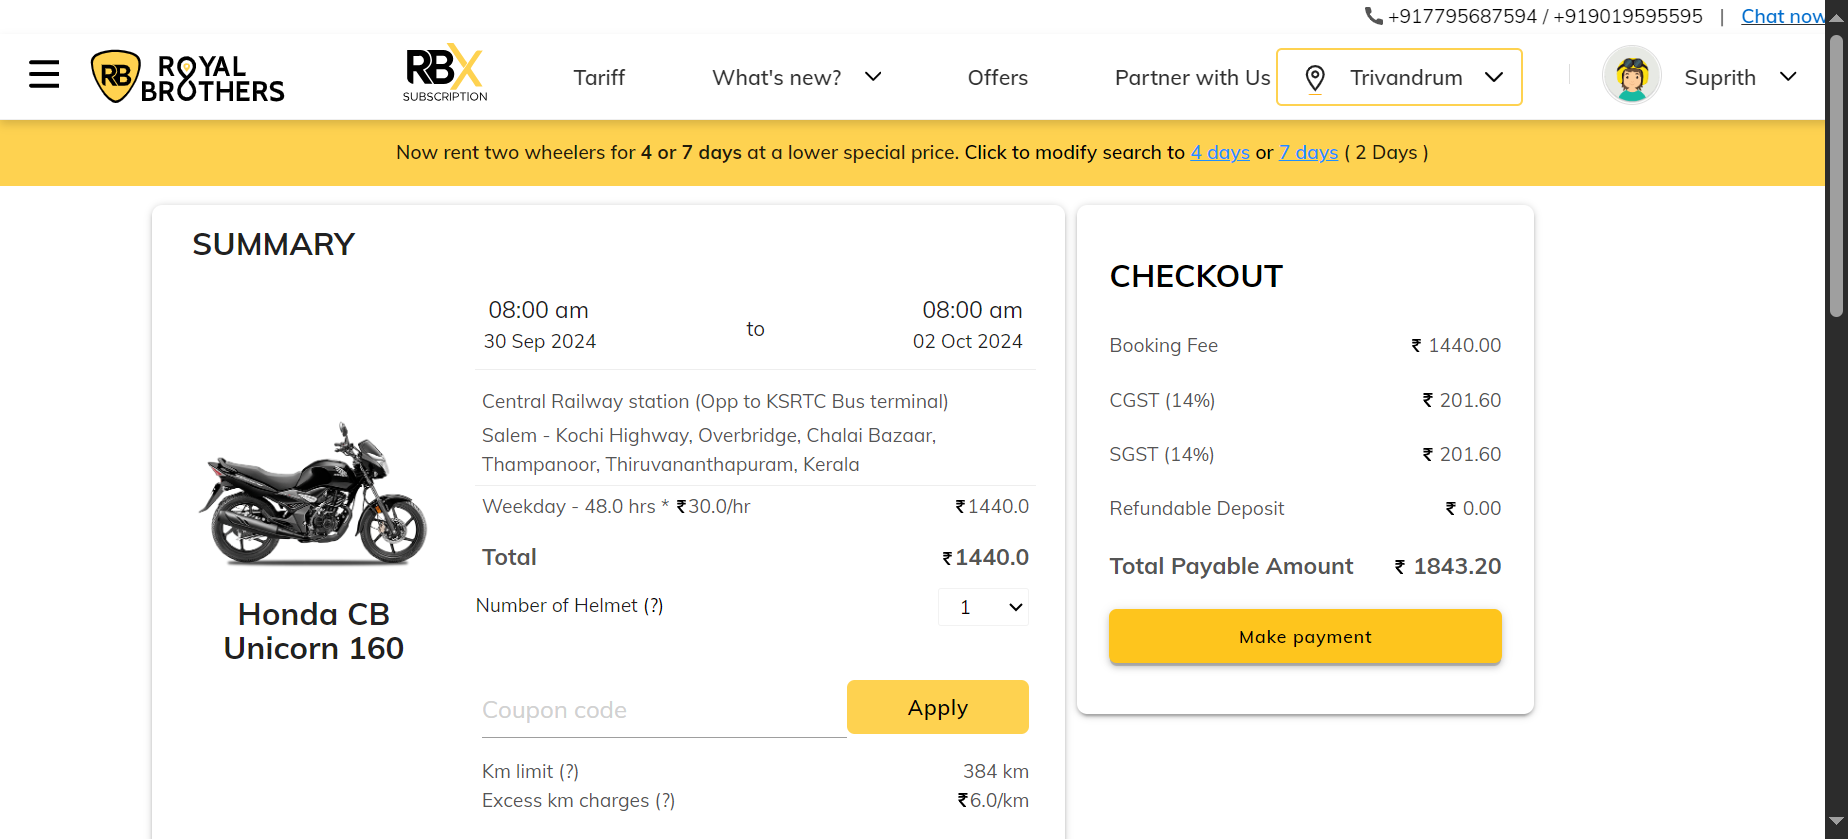 +917795687594 / +919019595595 | Chat now
RB ROYAL BROTHERS
RBX SUBSCRIPTION
Tariff
What's new?
Offers
Partner with Us
Trivandrum
Suprith
Now rent two wheelers for 4 or 7 days at a lower special price. Click to modify search to 4 days or 7 days ( 2 Days )
SUMMARY
08:00 am
30 Sep 2024
to
08:00 am
02 Oct 2024
Central Railway station (Opp to KSRTC Bus terminal)
Salem - Kochi Highway, Overbridge, Chalai Bazaar,
Thampanoor, Thiruvananthapuram, Kerala
Weekday - 48.0 hrs * ₹30.0/hr ₹1440.0
Total ₹1440.0
Number of Helmet (?) 1
Honda CB
Unicorn 160
Coupon code
Apply
Km limit (?) 384 km
Excess km charges (?) ₹6.0/km
CHECKOUT
Booking Fee ₹ 1440.00
CGST (14%) ₹ 201.60
SGST (14%) ₹ 201.60
Refundable Deposit ₹ 0.00
Total Payable Amount ₹ 1843.20
Make payment